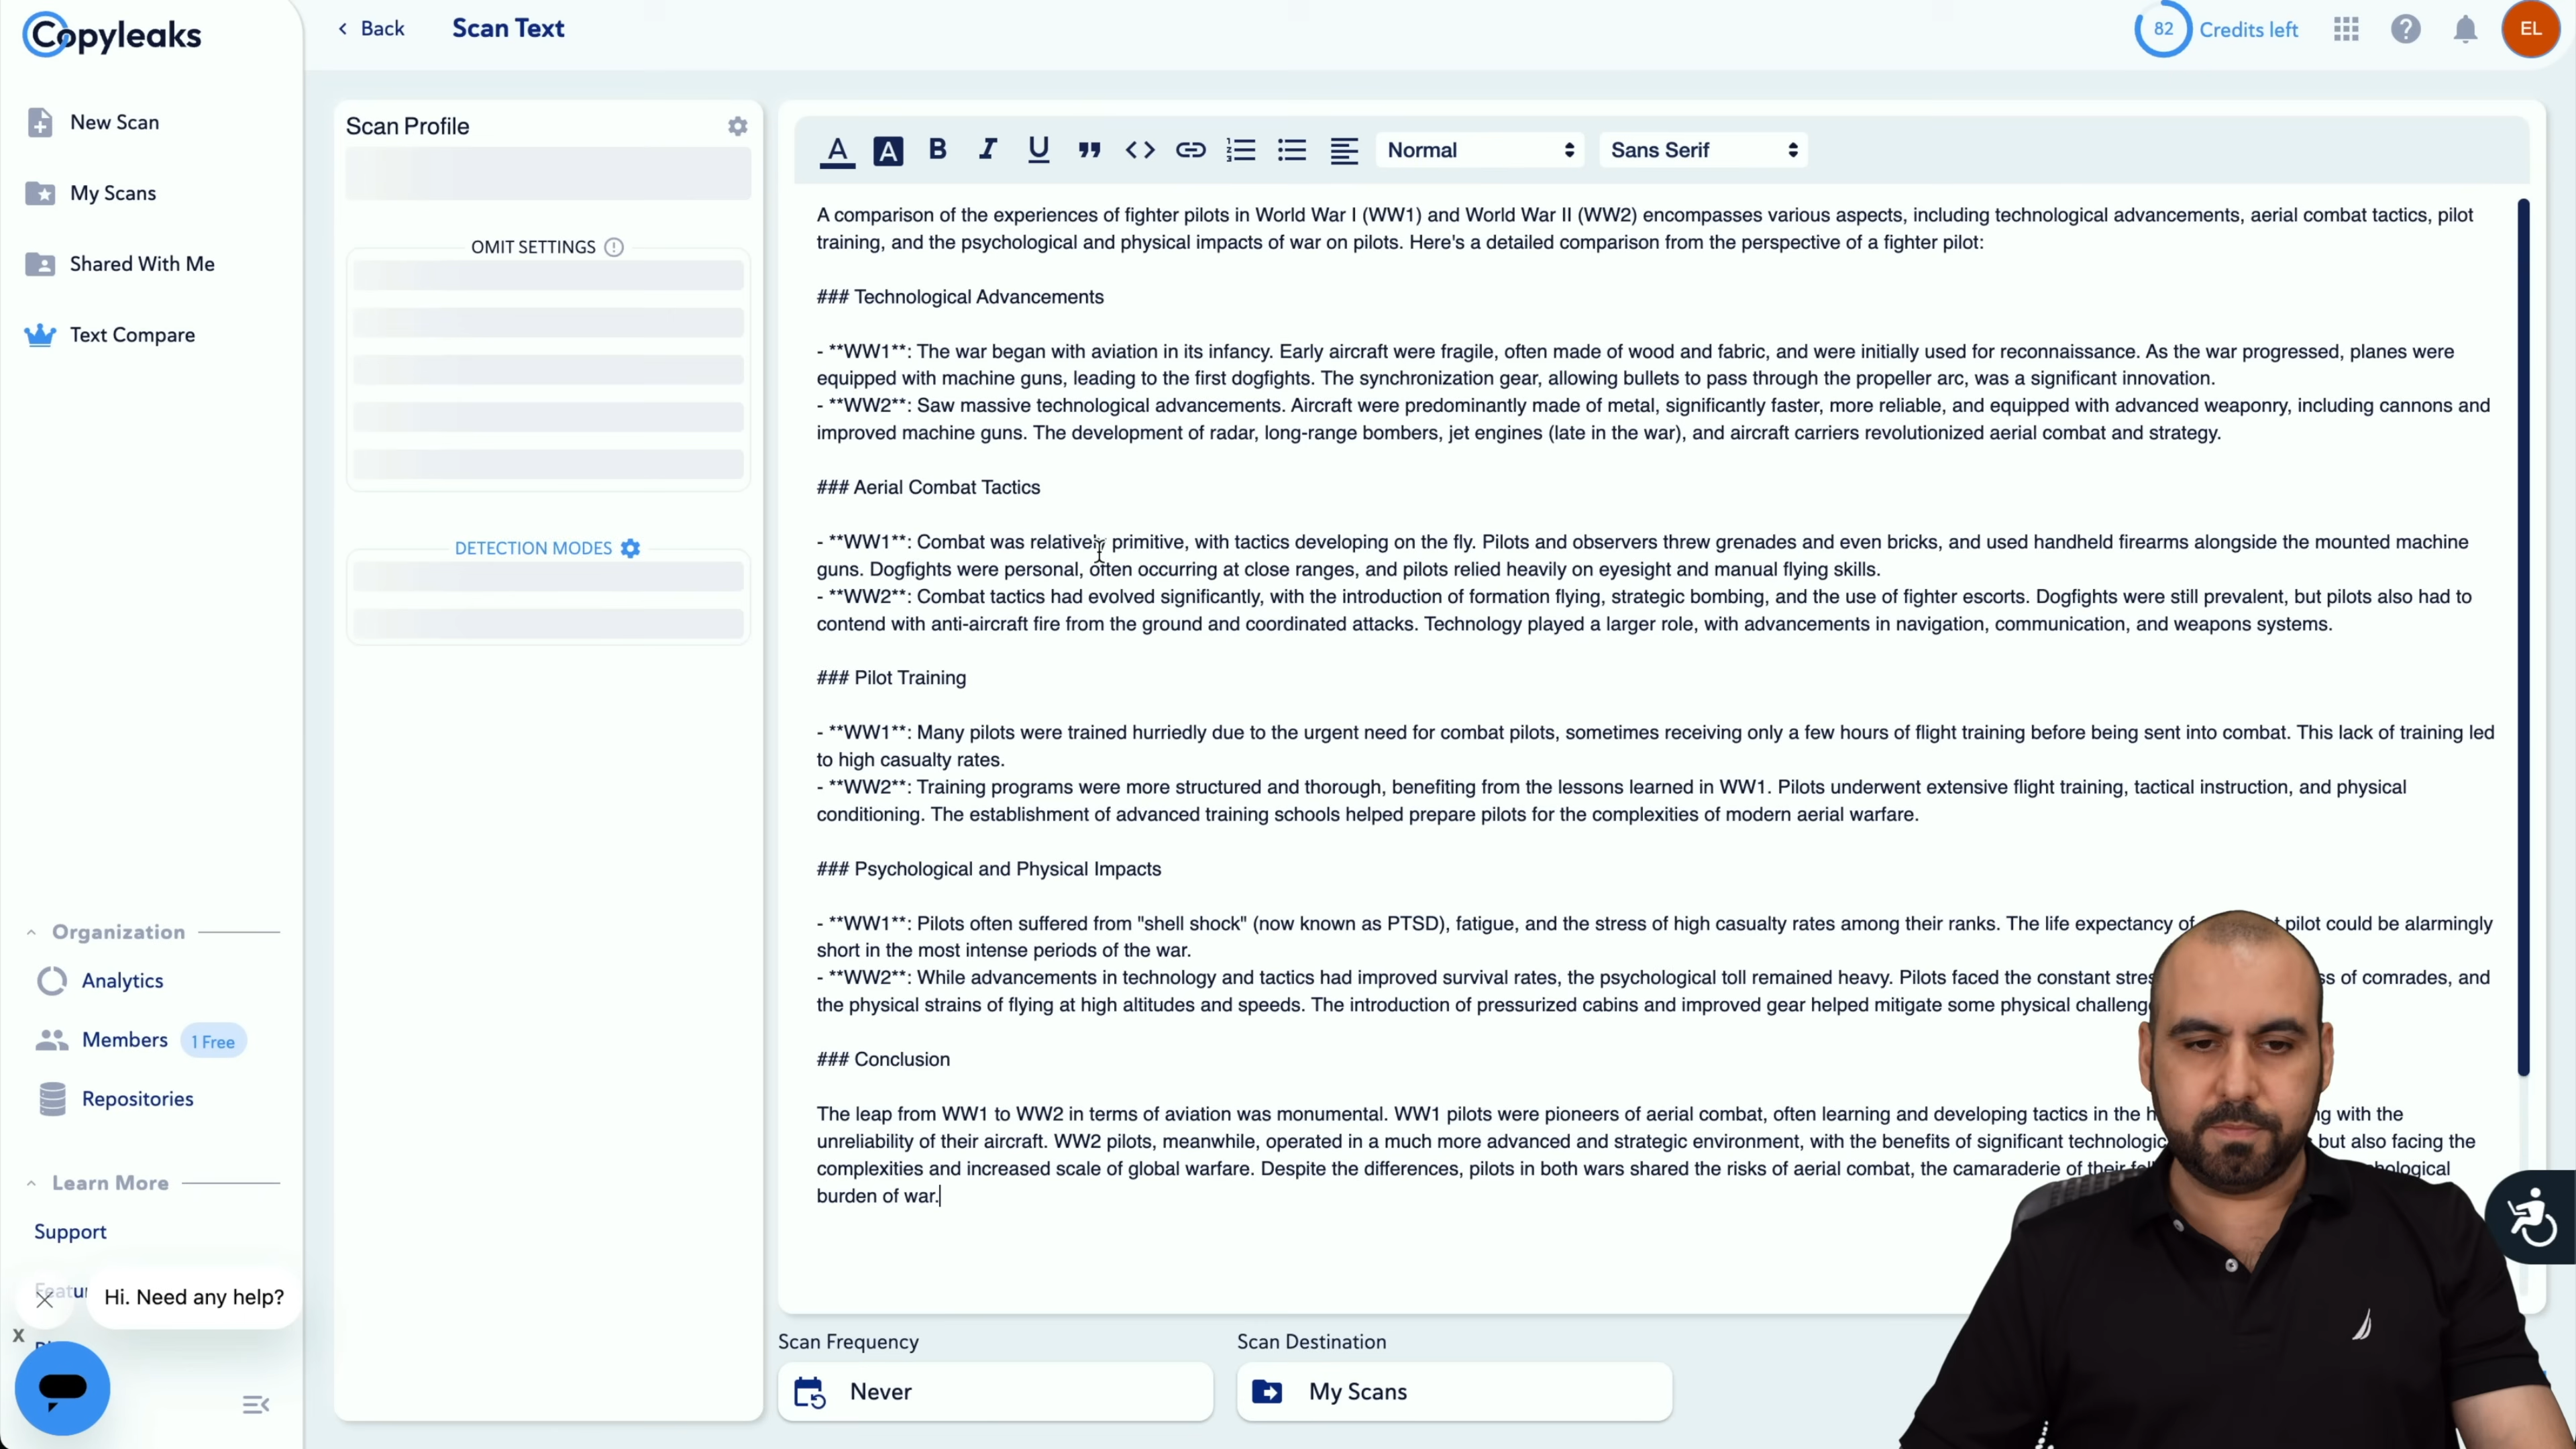 Copyleaks
Back
Scan Text
82
Credits left
EL
New Scan
My Scans
Shared With Me
Text Compare
Scan Profile
OMIT SETTINGS
DETECTION MODES
Normal
Sans Serif
A comparison of the experiences of fighter pilots in World War I (WW1) and World War II (WW2) encompasses various aspects, including technological advancements, aerial combat tactics, pilot
training, and the psychological and physical impacts of war on pilots. Here's a detailed comparison from the perspective of a fighter pilot:
### Technological Advancements
- **WW1**: The war began with aviation in its infancy. Early aircraft were fragile, often made of wood and fabric, and were initially used for reconnaissance. As the war progressed, planes were
equipped with machine guns, leading to the first dogfights. The synchronization gear, allowing bullets to pass through the propeller arc, was a significant innovation.
- **WW2**: Saw massive technological advancements. Aircraft were predominantly made of metal, significantly faster, more reliable, and equipped with advanced weaponry, including cannons and
improved machine guns. The development of radar, long-range bombers, jet engines (late in the war), and aircraft carriers revolutionized aerial combat and strategy.
### Aerial Combat Tactics
- **WW1**: Combat was relatively primitive, with tactics developing on the fly. Pilots and observers threw grenades and even bricks, and used handheld firearms alongside the mounted machine
guns. Dogfights were personal, often occurring at close ranges, and pilots relied heavily on eyesight and manual flying skills.
- **WW2**: Combat tactics had evolved significantly, with the introduction of formation flying, strategic bombing, and the use of fighter escorts. Dogfights were still prevalent, but pilots also had to
contend with anti-aircraft fire from the ground and coordinated attacks. Technology played a larger role, with advancements in navigation, communication, and weapons systems.
### Pilot Training
- **WW1**: Many pilots were trained hurriedly due to the urgent need for combat pilots, sometimes receiving only a few hours of flight training before being sent into combat. This lack of training led
to high casualty rates.
- **WW2**: Training programs were more structured and thorough, benefiting from the lessons learned in WW1. Pilots underwent extensive flight training, tactical instruction, and physical
conditioning. The establishment of advanced training schools helped prepare pilots for the complexities of modern aerial warfare.
### Psychological and Physical Impacts
- **WW1**: Pilots often suffered from "shell shock" (now known as PTSD), fatigue, and the stress of high casualty rates among their ranks. The life expectancy of pilot could be alarmingly
short in the most intense periods of the war.
- **WW2**: While advancements in technology and tactics had improved survival rates, the psychological toll remained heavy. Pilots faced the constant of comrades, and
the physical strains of flying at high altitudes and speeds. The introduction of pressurized cabins and improved gear helped mitigate some physical
### Conclusion
The leap from WW1 to WW2 in terms of aviation was monumental. WW1 pilots were pioneers of aerial combat, often learning and developing tactics in the with the
unreliability of their aircraft. WW2 pilots, meanwhile, operated in a much more advanced and strategic environment, with the benefits of significant but also facing the
complexities and increased scale of global warfare. Despite the differences, pilots in both wars shared the risks of aerial combat, the camaraderie of their
burden of war.
Organization
Analytics
Members
1 Free
Repositories
Learn More
Support
Hi. Need any help?
X
Scan Frequency
Never
Scan Destination
My Scans